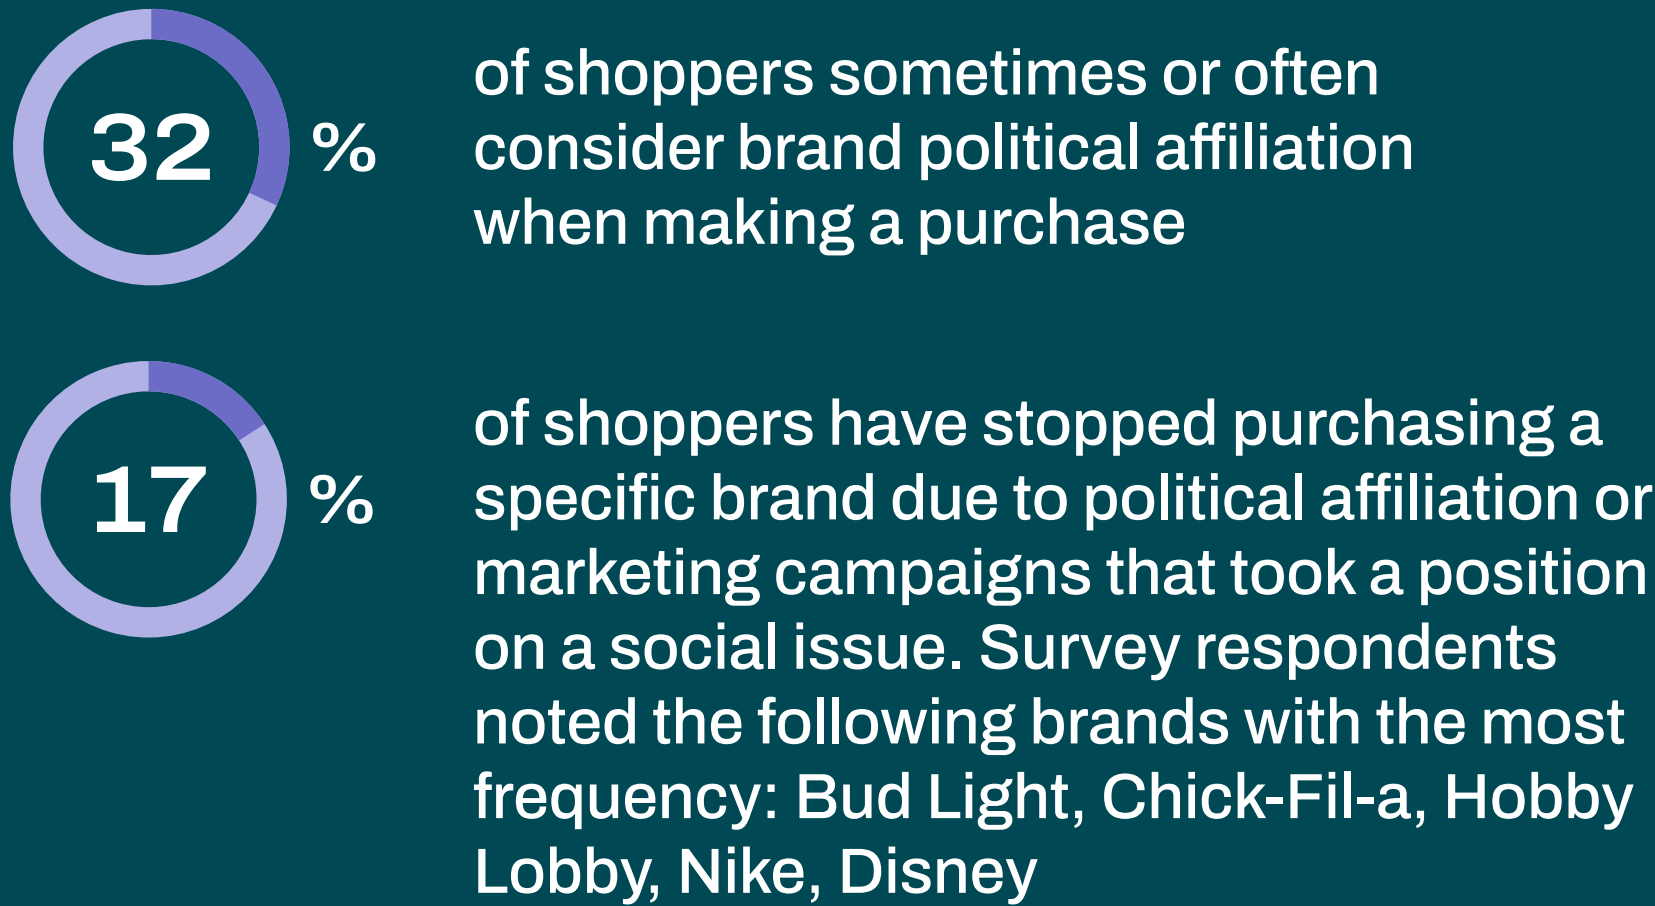 32 %
of shoppers sometimes or often
consider brand political affiliation
when making a purchase
17 %
of shoppers have stopped purchasing a
specific brand due to political affiliation or
marketing campaigns that took a position
on a social issue. Survey respondents
noted the following brands with the most
frequency: Bud Light, Chick-Fil-a, Hobby
Lobby, Nike, Disney